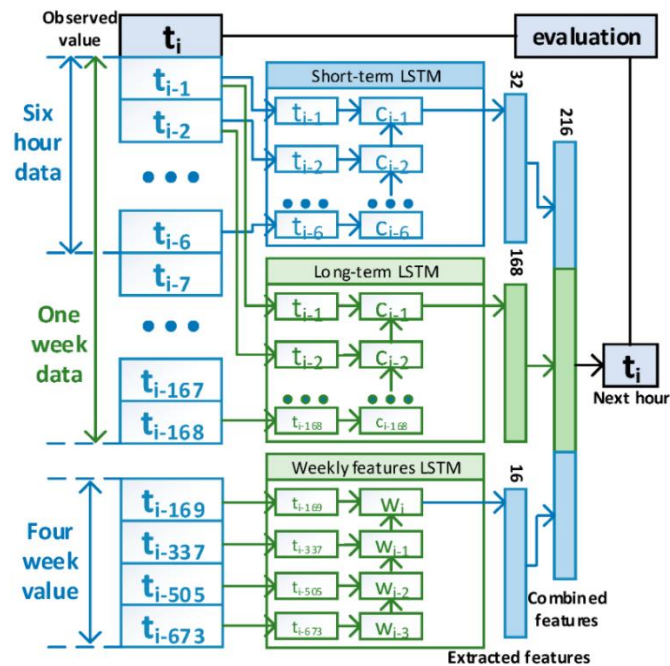 Observed
value
t_i
evaluation
Six
hour
data
t_i-1
t_i-2
t_i-6
t_i-7
One
week
data
t_i-167
t_i-168
Four
week
value
t_i-169
t_i-337
t_i-505
t_i-673
Short-term LSTM
t_i-1 c_i-1
t_i-2 c_i-2
t_i-6 c_i-6
Long-term LSTM
t_i-1 c_i-1
t_i-2 c_i-2
t_i-168 c_i-168
Weekly features LSTM
t_i-169 w_i
t_i-337 w_i-1
t_i-505 w_i-2
t_i-673 w_i-3
32
168
16
216
t_i
Next hour
Combined
features
Extracted features